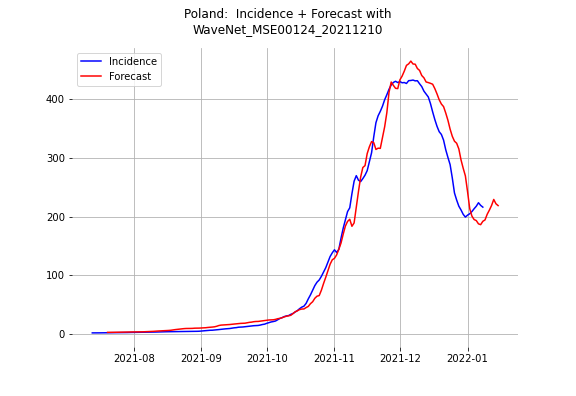 Poland:  Incidence + Forecast with
WaveNet_MSE00124_20211210
Incidence
Forecast
400
300
200
100
0
2021-08 2021-09 2021-10 2021-11 2021-12 2022-01